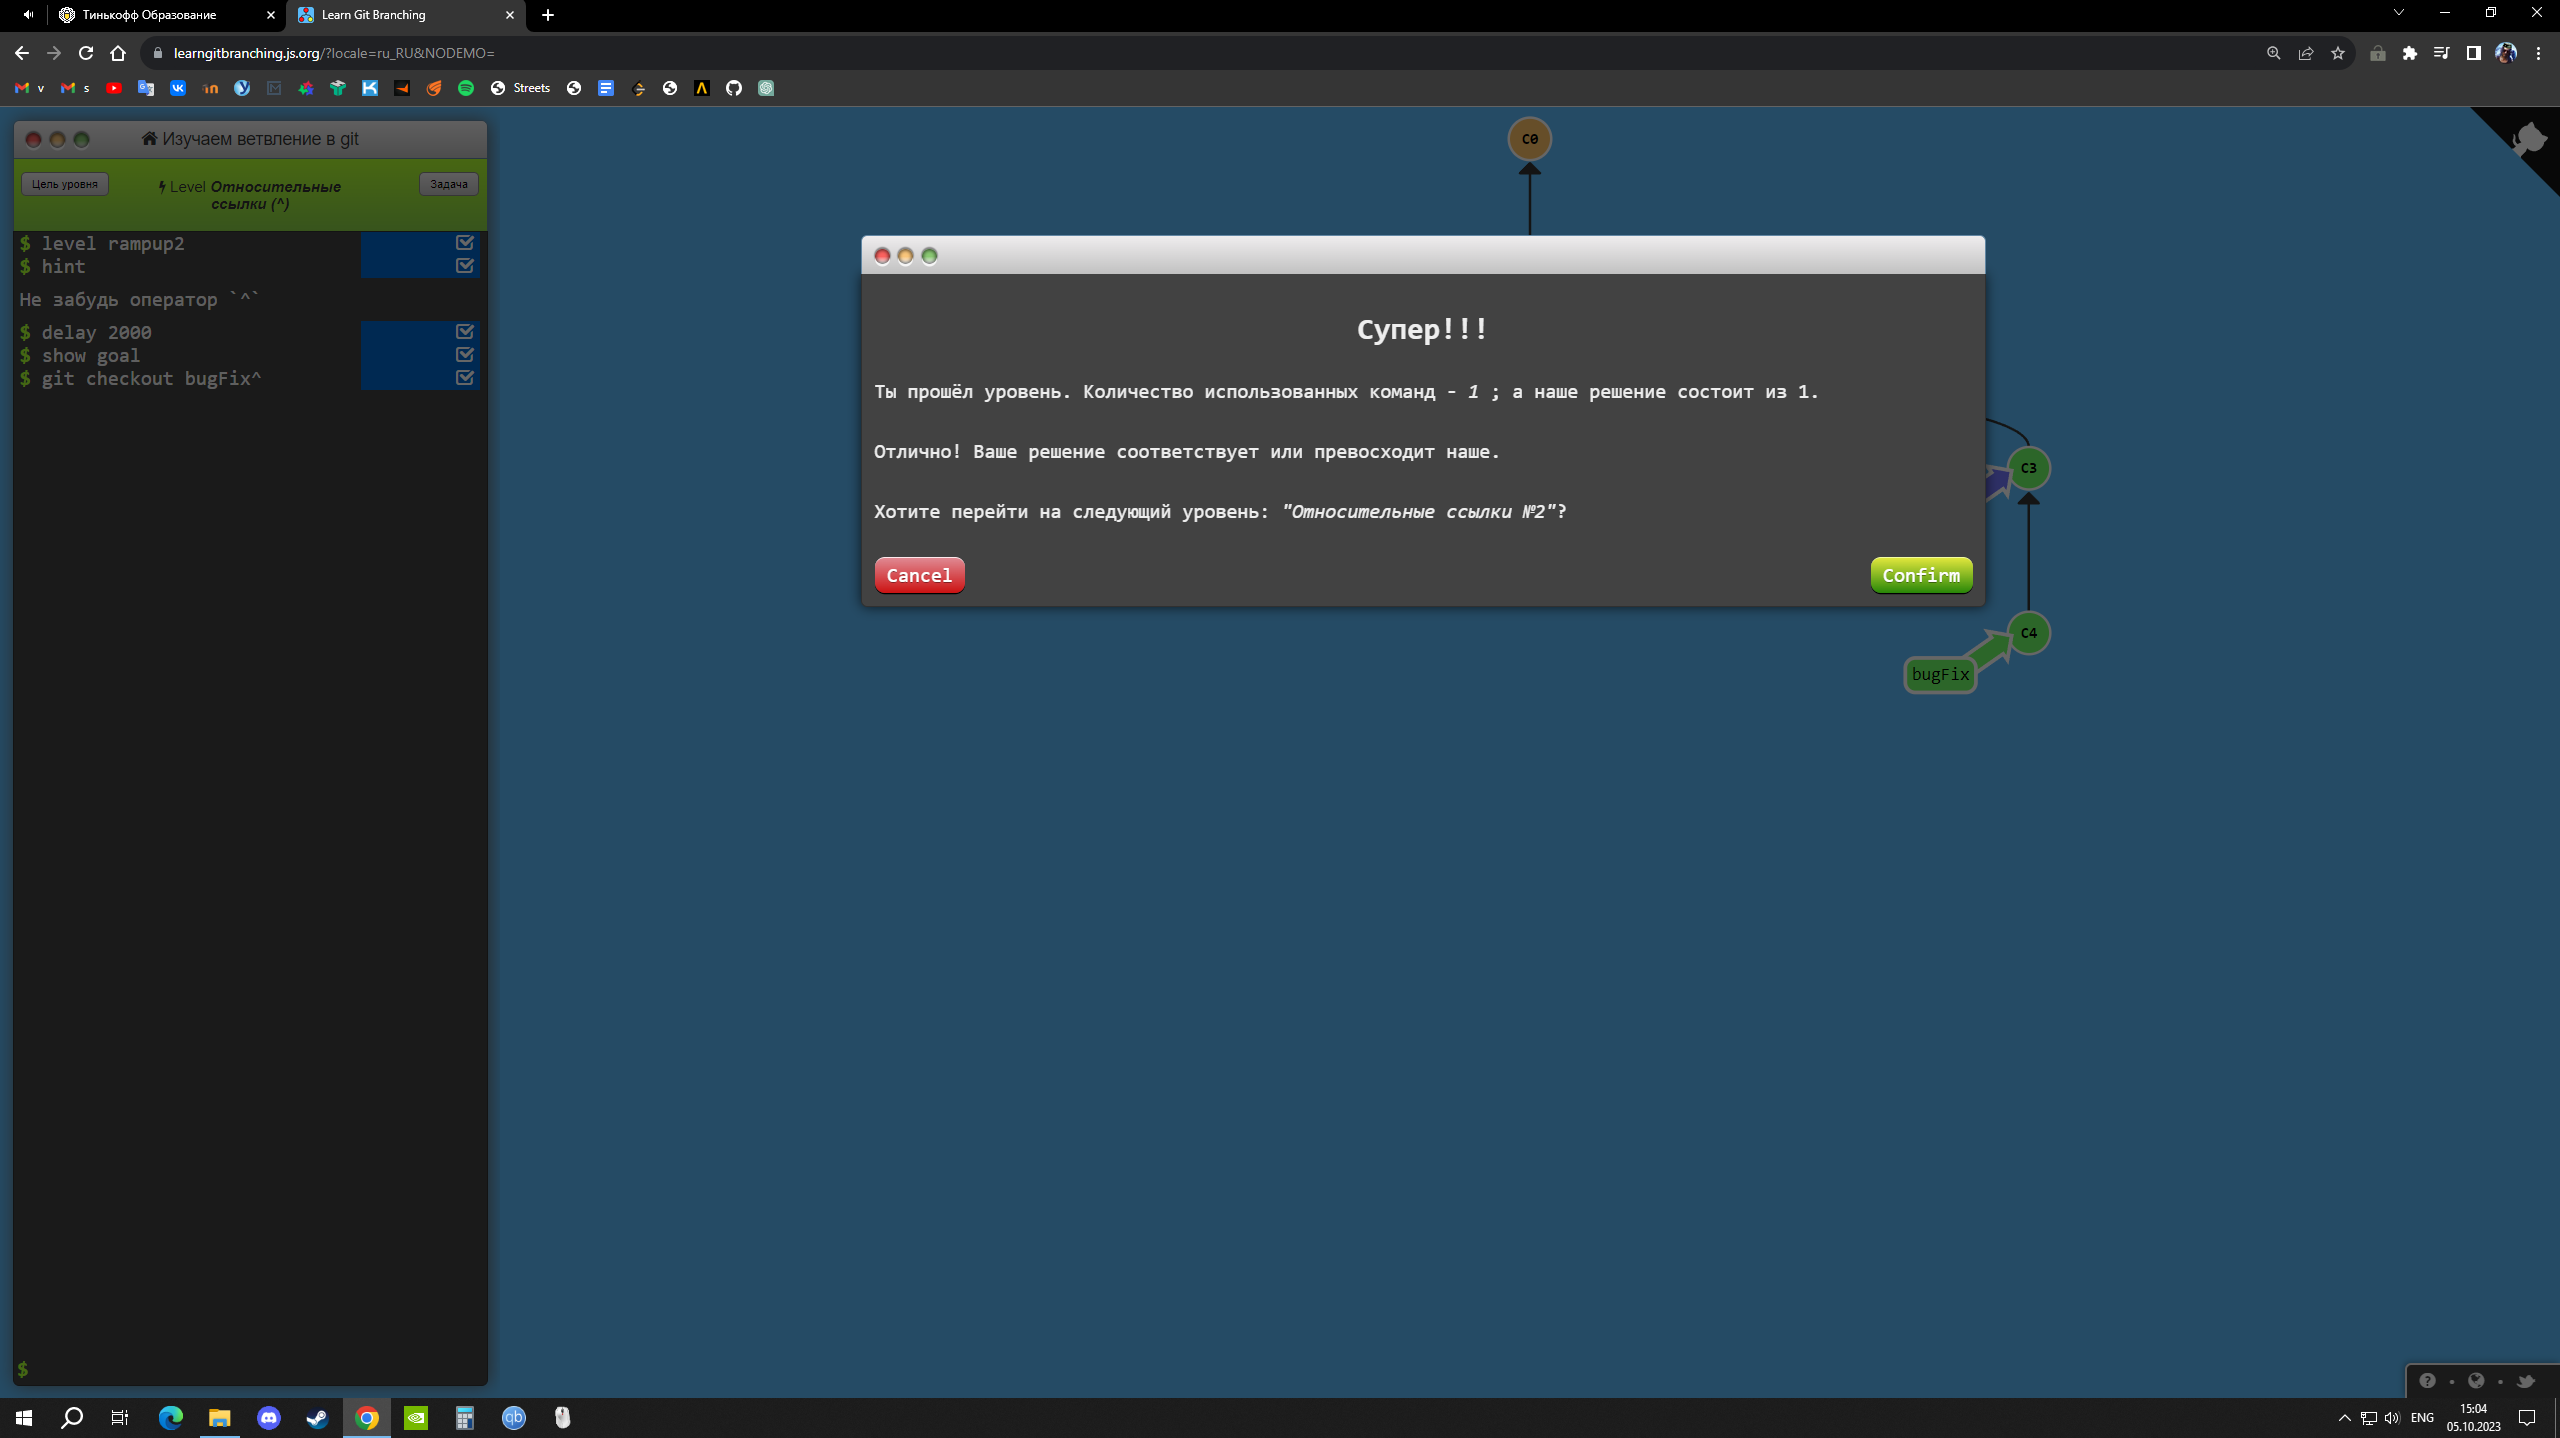 Тинькофф Образование
Learn Git Branching
learngitbranching.js.org/?locale=ru_RU&NODEMO=
v
s
Streets
Изучаем ветвление в git
Цель уровня
Level Относительные
ссылки (^)
Задача
$ level rampup2
$ hint
Не забудь оператор `^`
$ delay 2000
$ show goal
$ git checkout bugFix^
$
C0
Супер!!!
Ты прошёл уровень. Количество использованных команд - 1 ; а наше решение состоит из 1.
Отлично! Ваше решение соответствует или превосходит наше.
Хотите перейти на следующий уровень: "Относительные ссылки №2"?
Cancel
Confirm
C3
C4
bugFix
qb
ENG
15:04
05.10.2023